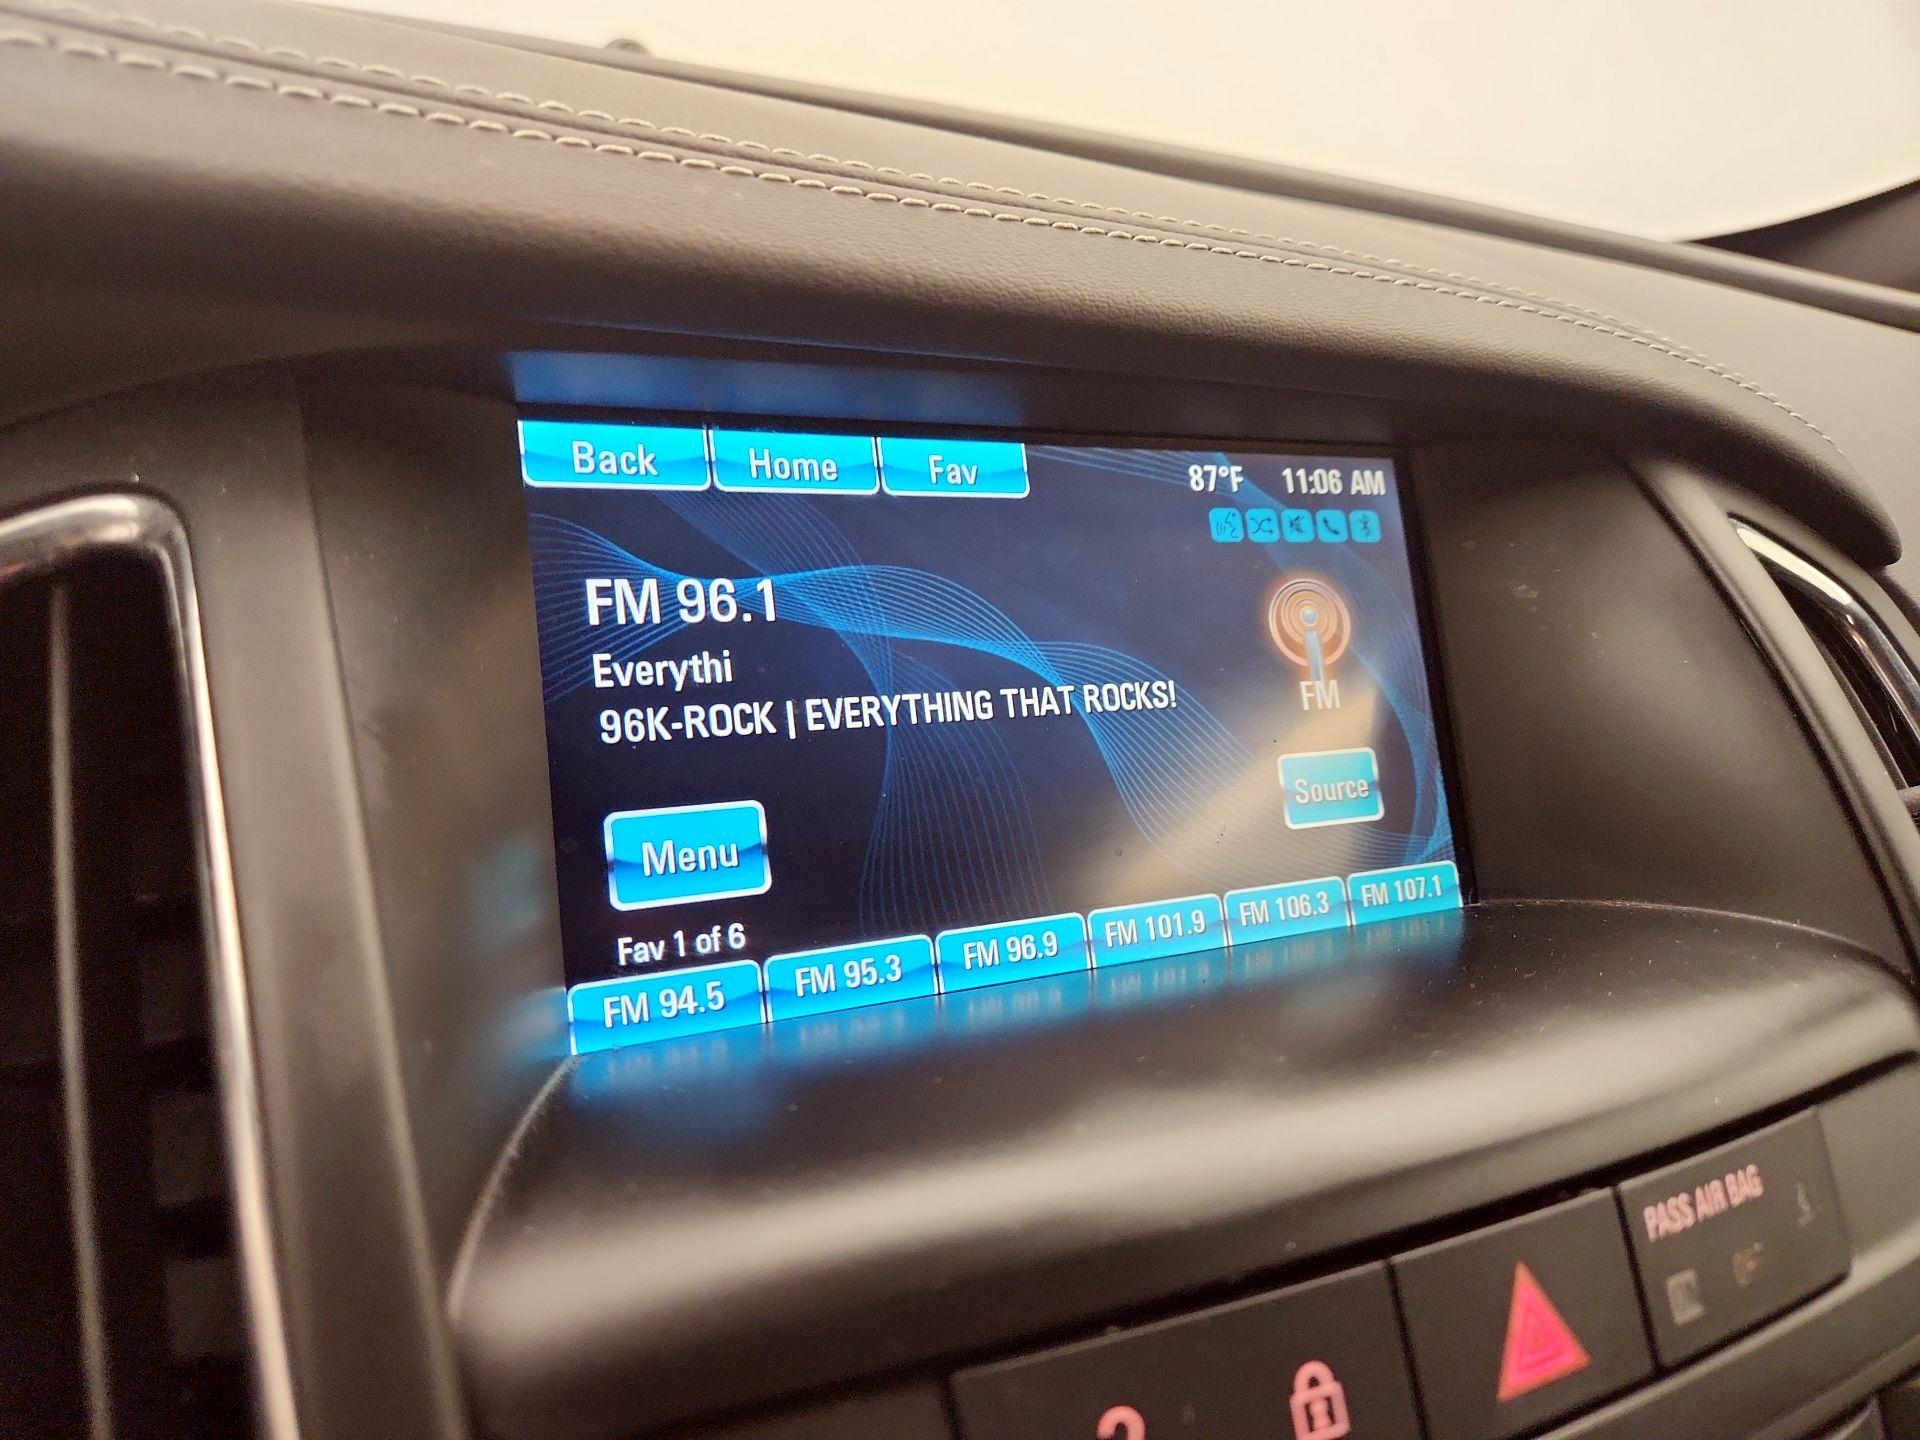 Back Home Fav 87°F 11:06 AM
FM 96.1
Everythi
96K-ROCK | EVERYTHING THAT ROCKS!
FM
Source
Menu
Fav 1 of 6
FM 94.5 FM 95.3 FM 96.9 FM 101.9 FM 106.3 FM 107.1
PASS AIR BAG
2